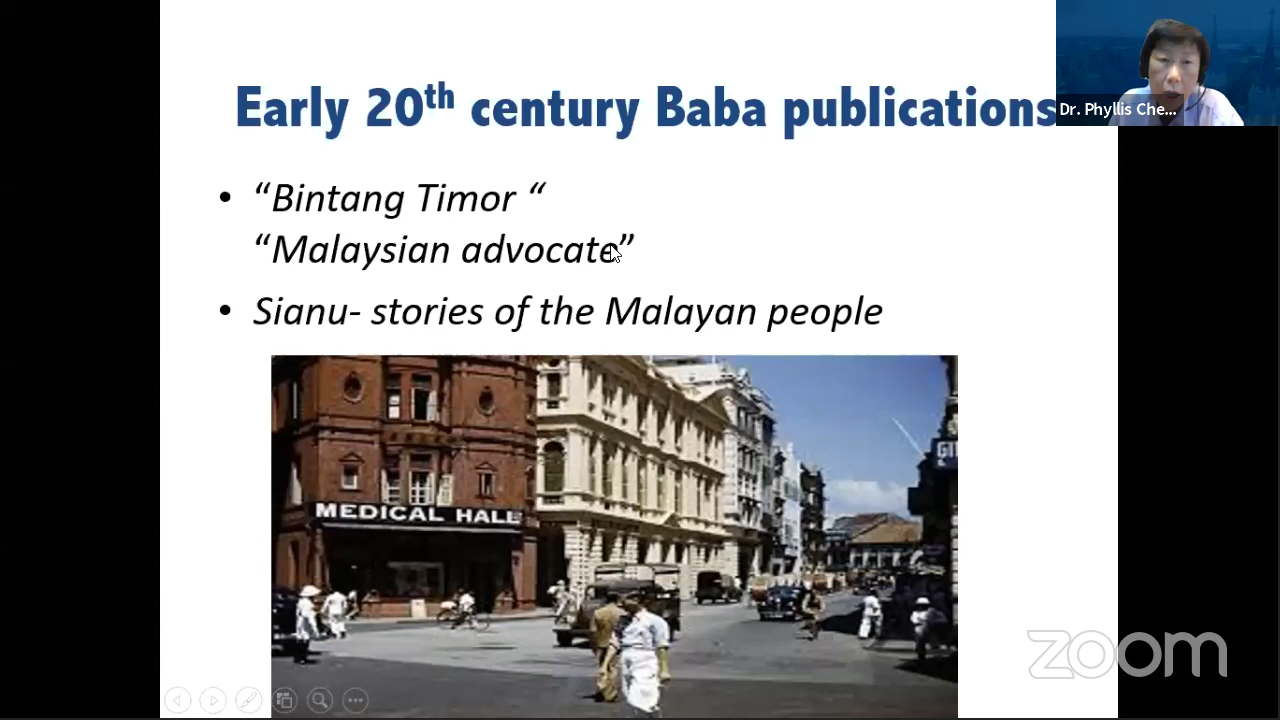 Early 20th century Baba publications
Dr. Phyllis Che...
• “Bintang Timor “
“Malaysian advocate”
• Sianu- stories of the Malayan people
MEDICAL HALL
zoom